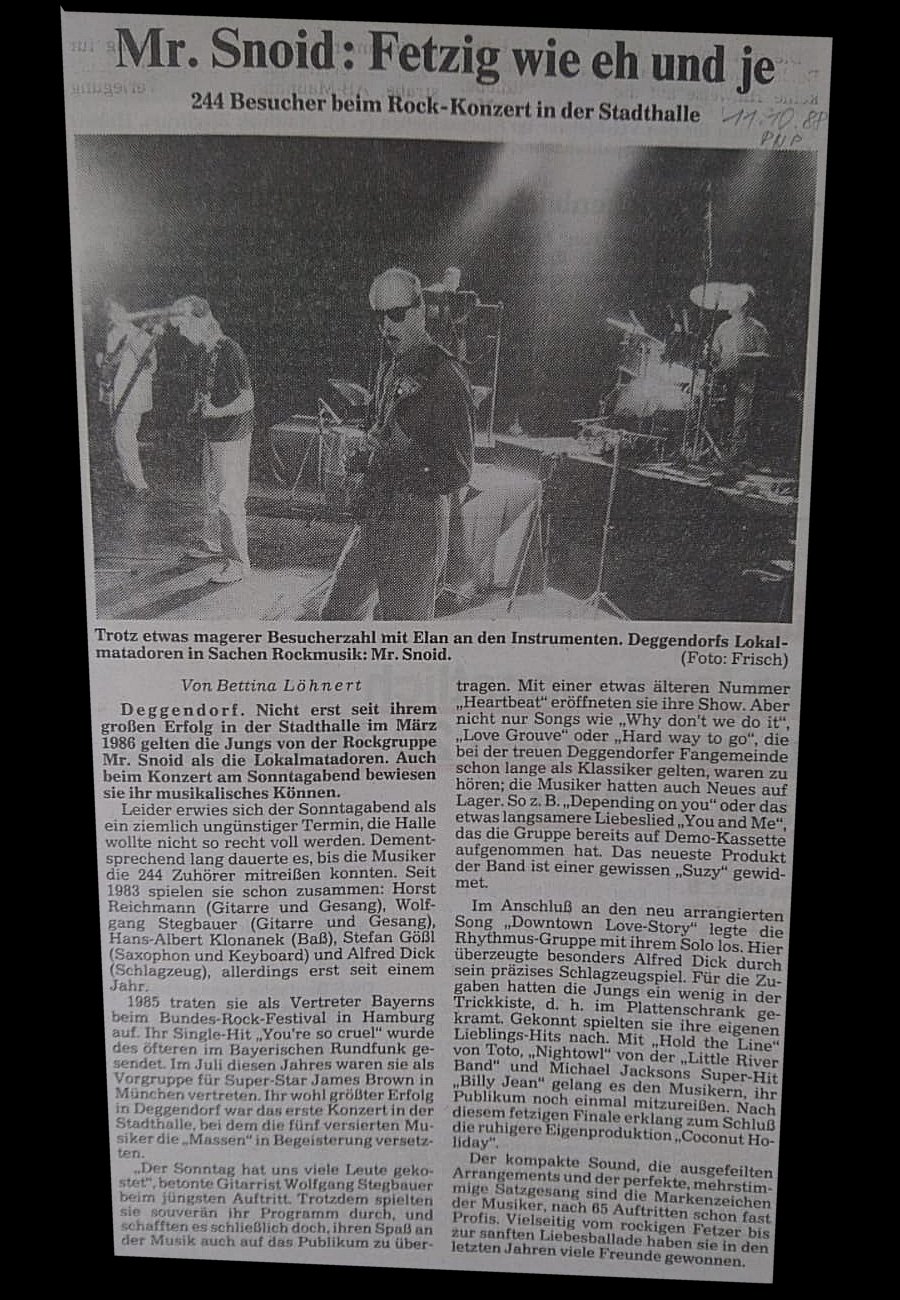 Mr. Snoid: Fetzig wie eh und je
244 Besucher beim Rock-Konzert in der Stadthalle
11.10.88
PNP
Trotz etwas magerer Besucherzahl mit Elan an den Instrumenten. Deggendorfs Lokal-
matadoren in Sachen Rockmusik: Mr. Snoid. (Foto: Frisch)
Von Bettina Löhnert
Deggendorf. Nicht erst seit ihrem
großen Erfolg in der Stadthalle im März
1986 gelten die Jungs von der Rockgruppe
Mr. Snoid als die Lokalmatadoren. Auch
beim Konzert am Sonntagabend bewiesen
sie ihr musikalisches Können.
Leider erwies sich der Sonntagabend als
ein ziemlich ungünstiger Termin, die Halle
wollte nicht so recht voll werden. Dement-
sprechend lang dauerte es, bis die Musiker
die 244 Zuhörer mitreißen konnten. Seit
1983 spielen sie schon zusammen: Horst
Reichmann (Gitarre und Gesang), Wolf-
gang Stegbauer (Gitarre und Gesang),
Hans-Albert Klonanek (Baß), Stefan Gößl
(Saxophon und Keyboard) und Alfred Dick
(Schlagzeug), allerdings erst seit einem
Jahr.
1985 traten sie als Vertreter Bayerns
beim Bundes-Rock-Festival in Hamburg
auf. Ihr Single-Hit „You're so cruel" wurde
des öfteren im Bayerischen Rundfunk ge-
sendet. Im Juli diesen Jahres waren sie als
Vorgruppe für Super-Star James Brown in
München vertreten. Ihr wohl größter Erfolg
in Deggendorf war das erste Konzert in der
Stadthalle, bei dem die fünf versierten Mu-
siker die „Massen" in Begeisterung versetz-
ten.
„Der Sonntag hat uns viele Leute geko-
stet", betonte Gitarrist Wolfgang Stegbauer
beim jüngsten Auftritt. Trotzdem spielten
sie souverän ihr Programm durch, und
schafften es schließlich doch, ihren Spaß an
der Musik auch auf das Publikum zu über-
tragen. Mit einer etwas älteren Nummer
„Heartbeat" eröffneten sie ihre Show. Aber
nicht nur Songs wie „Why don't we do it",
„Love Grouve" oder „Hard way to go", die
bei der treuen Deggendorfer Fangemeinde
schon lange als Klassiker gelten, waren zu
hören; die Musiker hatten auch Neues auf
Lager. So z. B. „Depending on you" oder das
etwas langsamere Liebeslied „You and Me",
das die Gruppe bereits auf Demo-Kassette
aufgenommen hat. Das neueste Produkt
der Band ist einer gewissen „Suzy" gewid-
met.
Im Anschluß an den neu arrangierten
Song „Downtown Love-Story" legte die
Rhythmus-Gruppe mit ihrem Solo los. Hier
überzeugte besonders Alfred Dick durch
sein präzises Schlagzeugspiel. Für die Zu-
gaben hatten die Jungs ein wenig in der
Trickkiste, d. h. im Plattenschrank ge-
kramt. Gekonnt spielten sie ihre eigenen
Lieblings-Hits nach. Mit „Hold the Line"
von Toto, „Nightowl" von der „Little River
Band" und Michael Jacksons Super-Hit
„Billy Jean" gelang es den Musikern, ihr
Publikum noch einmal mitzureißen. Nach
diesem fetzigen Finale erklang zum Schluß
die ruhigere Eigenproduktion „Coconut Ho-
liday".
Der kompakte Sound, die ausgefeilten
Arrangements und der perfekte, mehrstim-
mige Satzgesang sind die Markenzeichen
der Musiker, nach 65 Auftritten schon fast
Profis. Vielseitig vom rockigen Fetzer bis
zur sanften Liebesballade haben sie in den
letzten Jahren viele Freunde gewonnen.